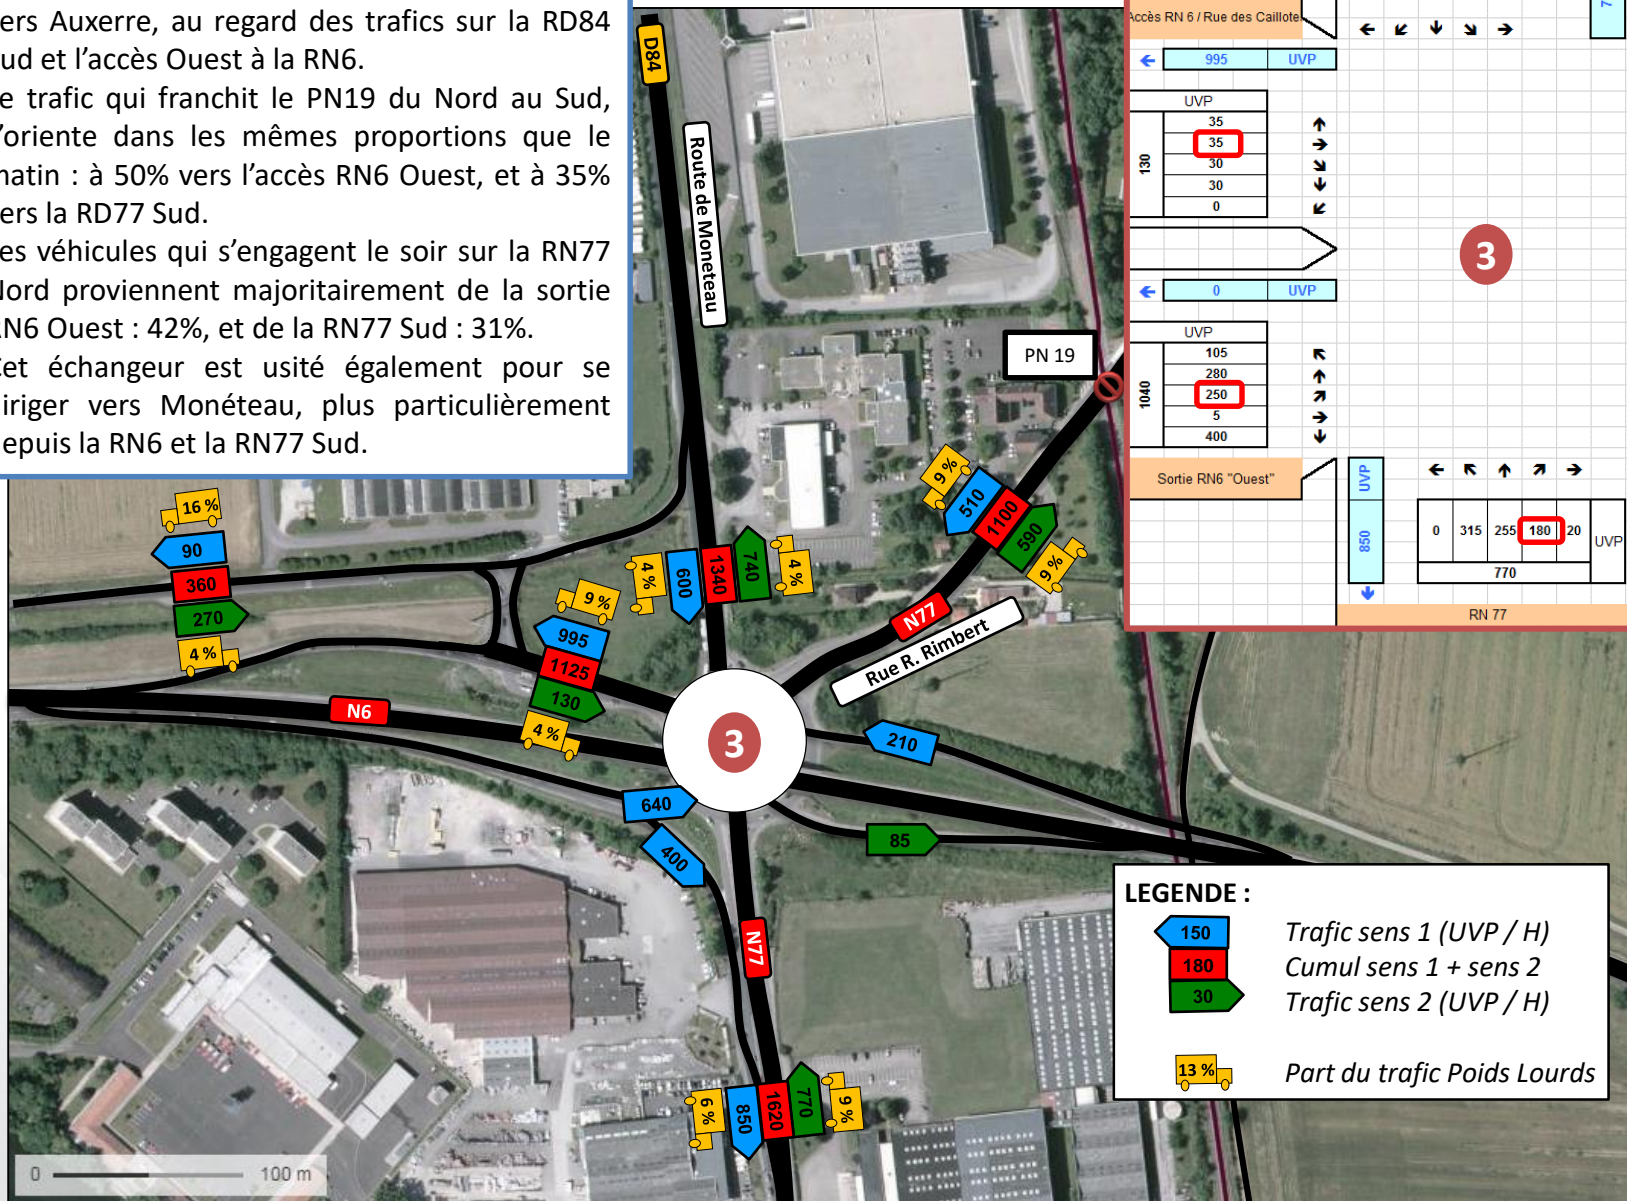 ers Auxerre, au regard des trafics sur la RD84
ud et l’accès Ouest à la RN6.
e trafic qui franchit le PN19 du Nord au Sud,
’oriente dans les mêmes proportions que le
natin : à 50% vers l’accès RN6 Ouest, et à 35%
ers la RD77 Sud.
es véhicules qui s’engagent le soir sur la RN77
Nord proviennent majoritairement de la sortie
RN6 Ouest : 42%, et de la RN77 Sud : 31%.
Cet échangeur est usité également pour se
iriger vers Monéteau, plus particulièrement
depuis la RN6 et la RN77 Sud.
D84
Route de Moneteau
PN 19
Accès RN 6 / Rue des Caillote
7
995 UVP
UVP
130
35
35
30
30
0
0 UVP
3
UVP
1040
105
280
250
5
400
Sortie RN6 "Ouest"
UVP
850
0 315 255 180 20 UVP
770
RN 77
16 %
90
360
270
4 %
9 %
995
1125
130
4 %
4 %
600
1340
740
4 %
9 %
510
1100
590
9 %
N77
Rue R. Rimbert
N6
3
210
640
400
85
N77
6 %
850
1620
770
9 %
LEGENDE :
150 Trafic sens 1 (UVP / H)
180 Cumul sens 1 + sens 2
30 Trafic sens 2 (UVP / H)
13 % Part du trafic Poids Lourds
0 100 m